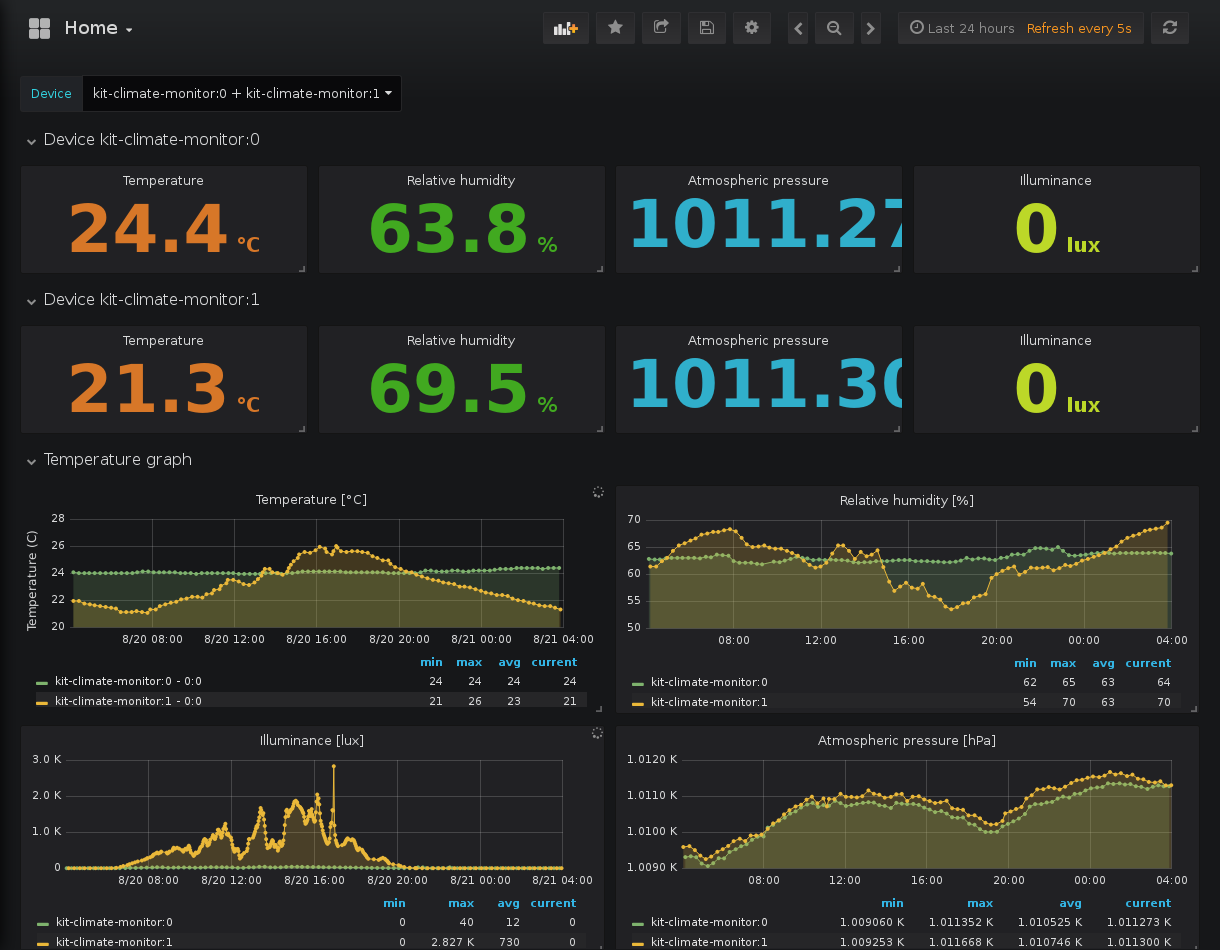 Home
Last 24 hours Refresh every 5s
Device kit-climate-monitor:0 + kit-climate-monitor:1
Device kit-climate-monitor:0
Temperature Relative humidity Atmospheric pressure Illuminance
24.4 °C 63.8 % 1011.27 0 lux
Device kit-climate-monitor:1
Temperature Relative humidity Atmospheric pressure Illuminance
21.3 °C 69.5 % 1011.30 0 lux
Temperature graph
Temperature [°C]
Temperature (C)
28
26
24
22
20
8/20 08:00 8/20 12:00 8/20 16:00 8/20 20:00 8/21 00:00 8/21 04:00
min max avg current
kit-climate-monitor:0 - 0:0 24 24 24 24
kit-climate-monitor:1 - 0:0 21 26 23 21
Relative humidity [%]
70
65
60
55
50
08:00 12:00 16:00 20:00 00:00 04:00
min max avg current
kit-climate-monitor:0 62 65 63 64
kit-climate-monitor:1 54 70 63 70
Illuminance [lux]
3.0 K
2.0 K
1.0 K
0
8/20 08:00 8/20 12:00 8/20 16:00 8/20 20:00 8/21 00:00 8/21 04:00
min max avg current
kit-climate-monitor:0 0 40 12 0
kit-climate-monitor:1 0 2.827 K 730 0
Atmospheric pressure [hPa]
1.0120 K
1.0110 K
1.0100 K
1.0090 K
08:00 12:00 16:00 20:00 00:00 04:00
min max avg current
kit-climate-monitor:0 1.009060 K 1.011352 K 1.010525 K 1.011273 K
kit-climate-monitor:1 1.009253 K 1.011668 K 1.010746 K 1.011300 K